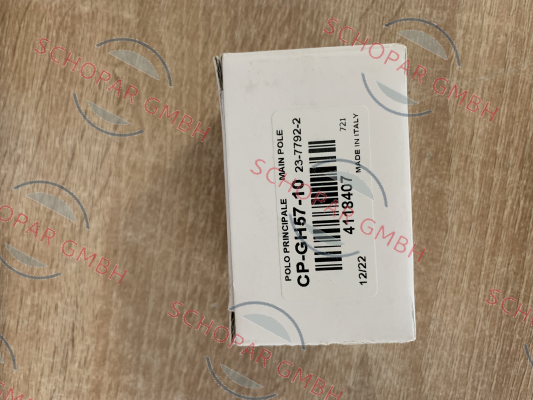 POLO PRINCIPALE MAIN POLE
CP-GH57-10 23-7792-2
4118407
721
MADE IN ITALY
12/22
SCHOPAR GMBH
SCHOPAR GMBH
SCHOPAR GMBH
SCHOPAR GMBH
SCHOPAR GMBH